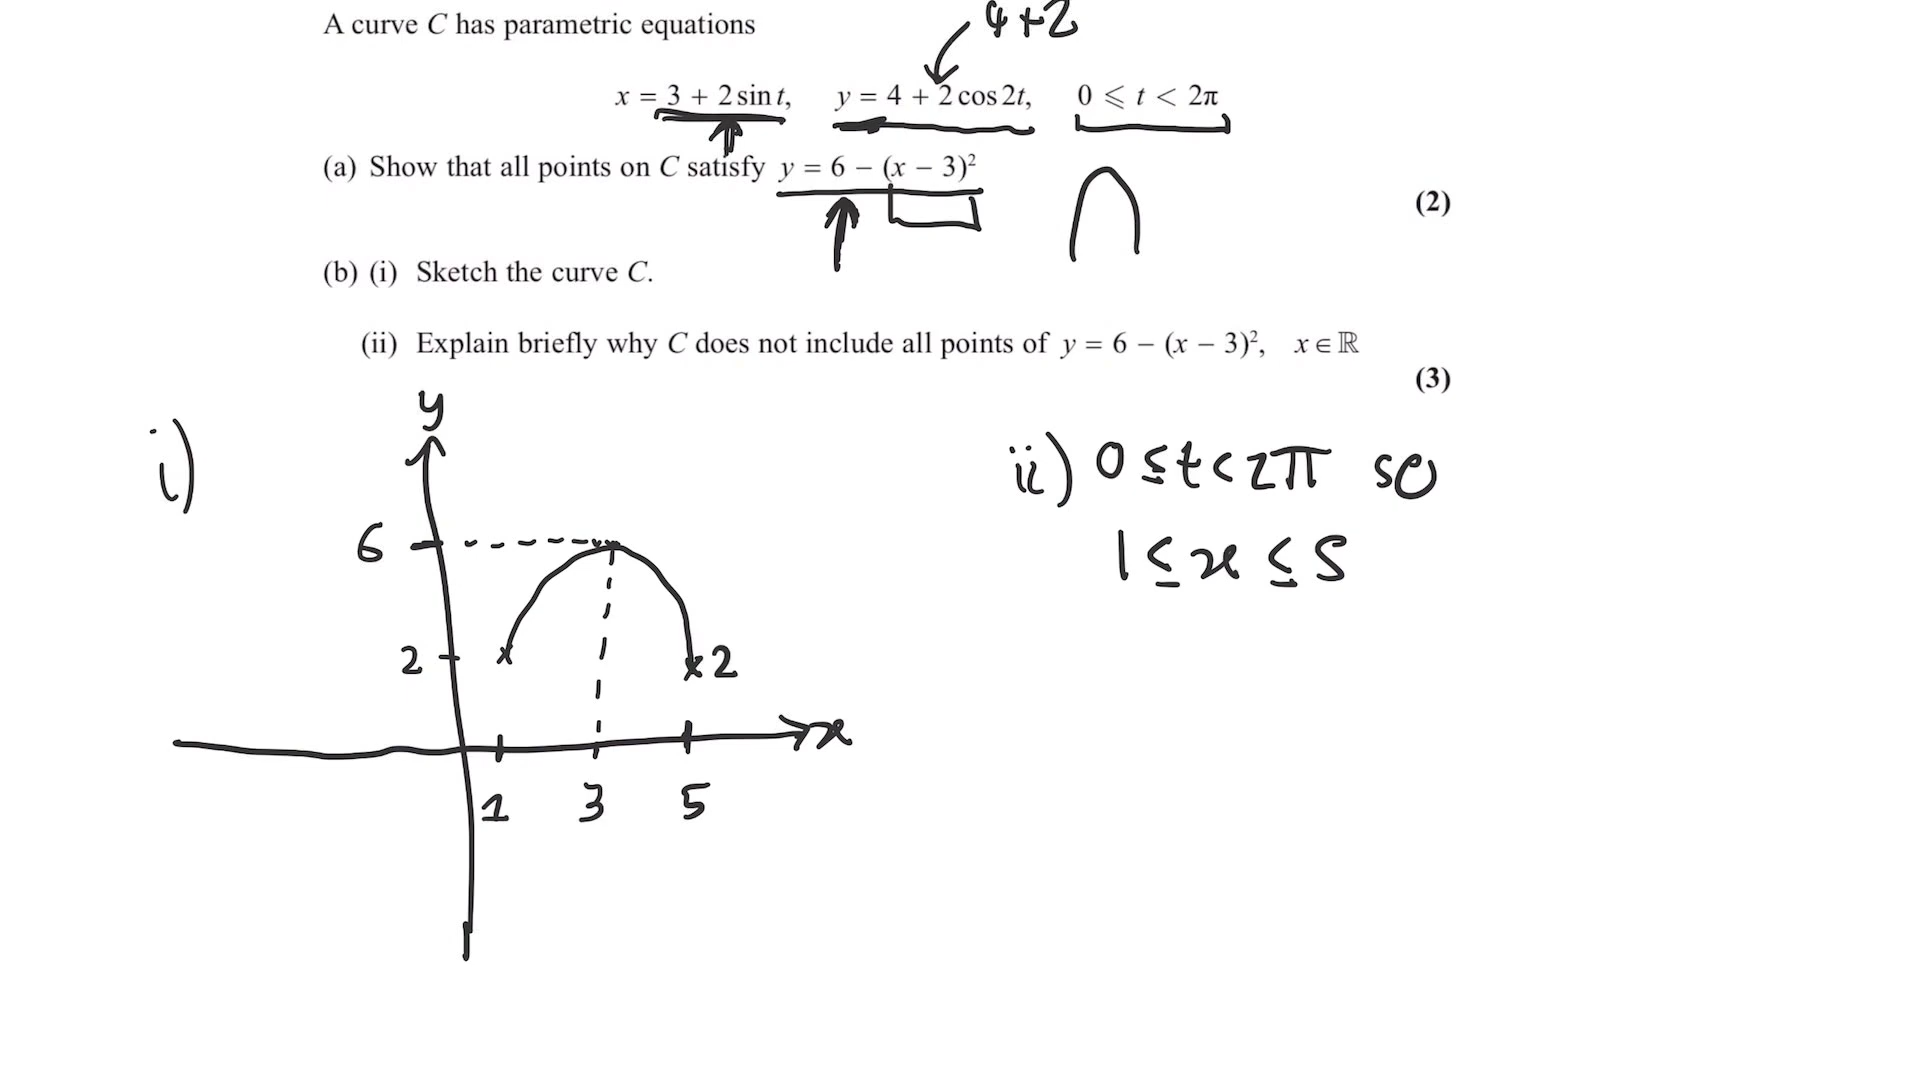 4+2
A curve C has parametric equations
x = 3 + 2 sin t, y = 4 + 2 cos 2t, 0 ⩽ t < 2π
(a) Show that all points on C satisfy y = 6 − (x − 3)²
(2)
(b) (i) Sketch the curve C.
(ii) Explain briefly why C does not include all points of y = 6 − (x − 3)², x ∈ ℝ
(3)
i)
y
6
2
2
x
1 3 5
ii) 0 ≤ t < 2π so
1 ≤ x ≤ 5